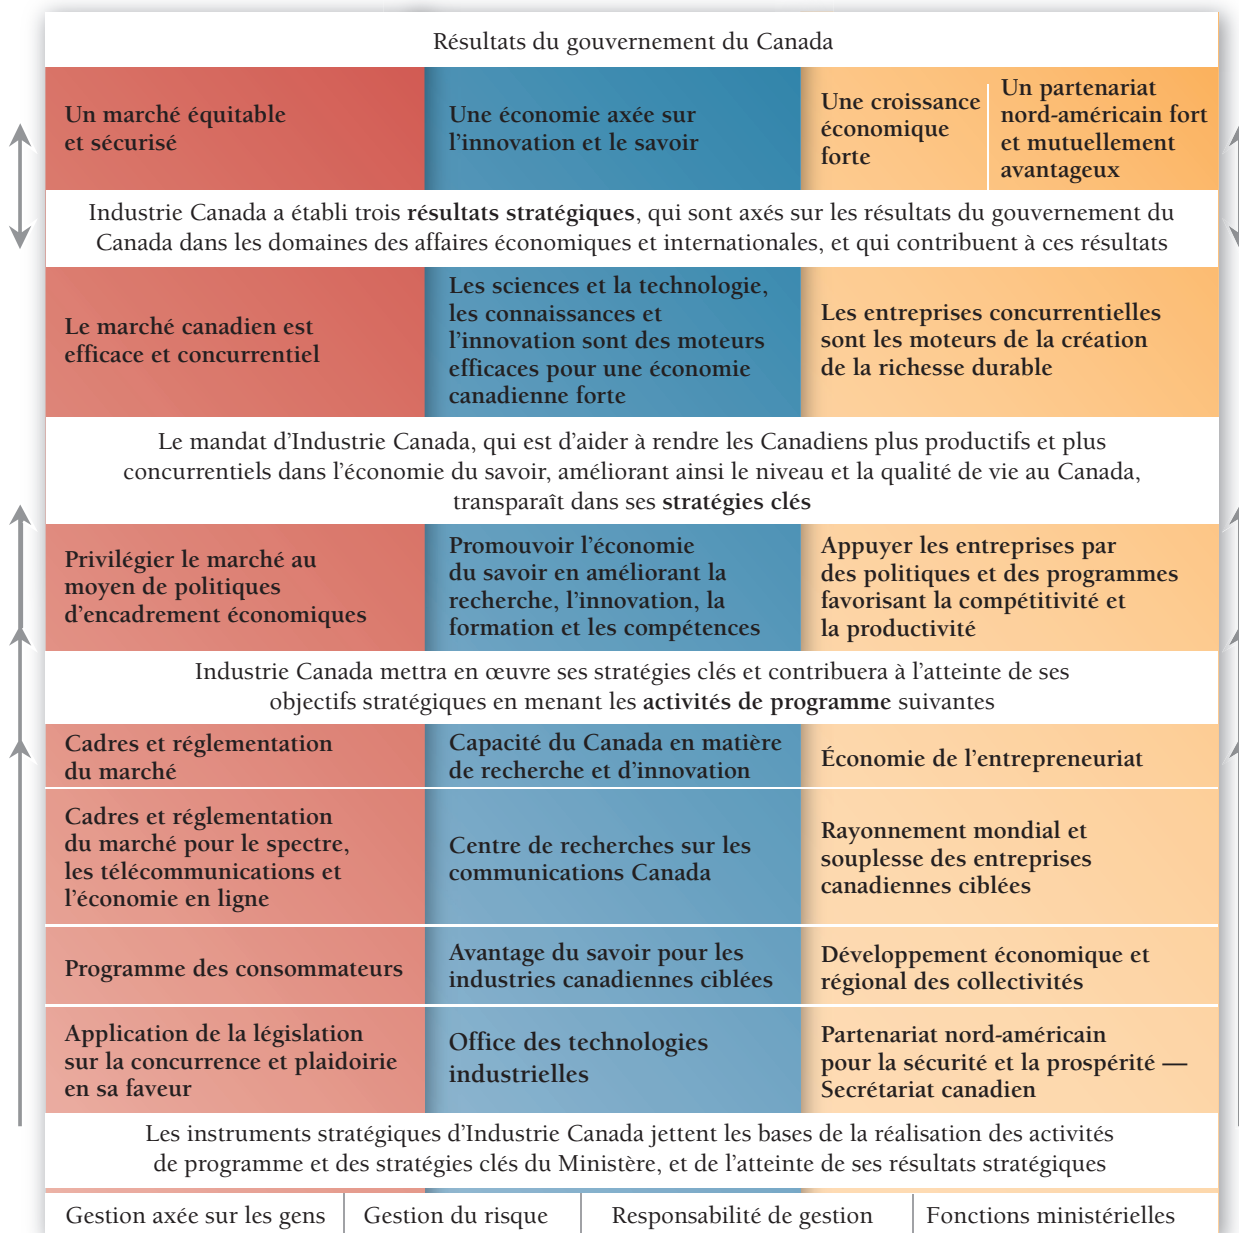 Résultats du gouvernement du Canada
Un marché équitable
et sécurisé
Une économie axée sur
l'innovation et le savoir
Une croissance
économique
forte
Un partenariat
nord-américain fort
et mutuellement
avantageux
Industrie Canada a établi trois résultats stratégiques, qui sont axés sur les résultats du gouvernement du
Canada dans les domaines des affaires économiques et internationales, et qui contribuent à ces résultats
Le marché canadien est
efficace et concurrentiel
Les sciences et la technologie,
les connaissances et
l'innovation sont des moteurs
efficaces pour une économie
canadienne forte
Les entreprises concurrentielles
sont les moteurs de la création
de la richesse durable
Le mandat d'Industrie Canada, qui est d'aider à rendre les Canadiens plus productifs et plus
concurrentiels dans l'économie du savoir, améliorant ainsi le niveau et la qualité de vie au Canada,
transparaît dans ses stratégies clés
Privilégier le marché au
moyen de politiques
d'encadrement économiques
Promouvoir l'économie
du savoir en améliorant la
recherche, l'innovation, la
formation et les compétences
Appuyer les entreprises par
des politiques et des programmes
favorisant la compétitivité et
la productivité
Industrie Canada mettra en œuvre ses stratégies clés et contribuera à l'atteinte de ses
objectifs stratégiques en menant les activités de programme suivantes
Cadres et réglementation
du marché
Capacité du Canada en matière
de recherche et d'innovation
Économie de l'entrepreneuriat
Cadres et réglementation
du marché pour le spectre,
les télécommunications et
l'économie en ligne
Centre de recherches sur les
communications Canada
Rayonnement mondial et
souplesse des entreprises
canadiennes ciblées
Programme des consommateurs
Avantage du savoir pour les
industries canadiennes ciblées
Développement économique et
régional des collectivités
Application de la législation
sur la concurrence et plaidoirie
en sa faveur
Office des technologies
industrielles
Partenariat nord-américain
pour la sécurité et la prospérité —
Secrétariat canadien
Les instruments stratégiques d'Industrie Canada jettent les bases de la réalisation des activités
de programme et des stratégies clés du Ministère, et de l'atteinte de ses résultats stratégiques
Gestion axée sur les gens
Gestion du risque
Responsabilité de gestion
Fonctions ministérielles